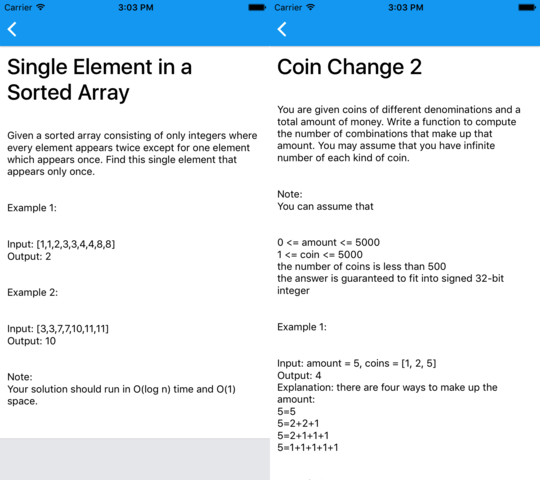 Carrier 3:03 PM
Single Element in a
Sorted Array
Given a sorted array consisting of only integers where
every element appears twice except for one element
which appears once. Find this single element that
appears only once.
Example 1:
Input: [1,1,2,3,3,4,4,8,8]
Output: 2
Example 2:
Input: [3,3,7,7,10,11,11]
Output: 10
Note:
Your solution should run in O(log n) time and O(1)
space.
Carrier 3:03 PM
Coin Change 2
You are given coins of different denominations and a
total amount of money. Write a function to compute
the number of combinations that make up that
amount. You may assume that you have infinite
number of each kind of coin.
Note:
You can assume that
0 <= amount <= 5000
1 <= coin <= 5000
the number of coins is less than 500
the answer is guaranteed to fit into signed 32-bit
integer
Example 1:
Input: amount = 5, coins = [1, 2, 5]
Output: 4
Explanation: there are four ways to make up the
amount:
5=5
5=2+2+1
5=2+1+1+1
5=1+1+1+1+1